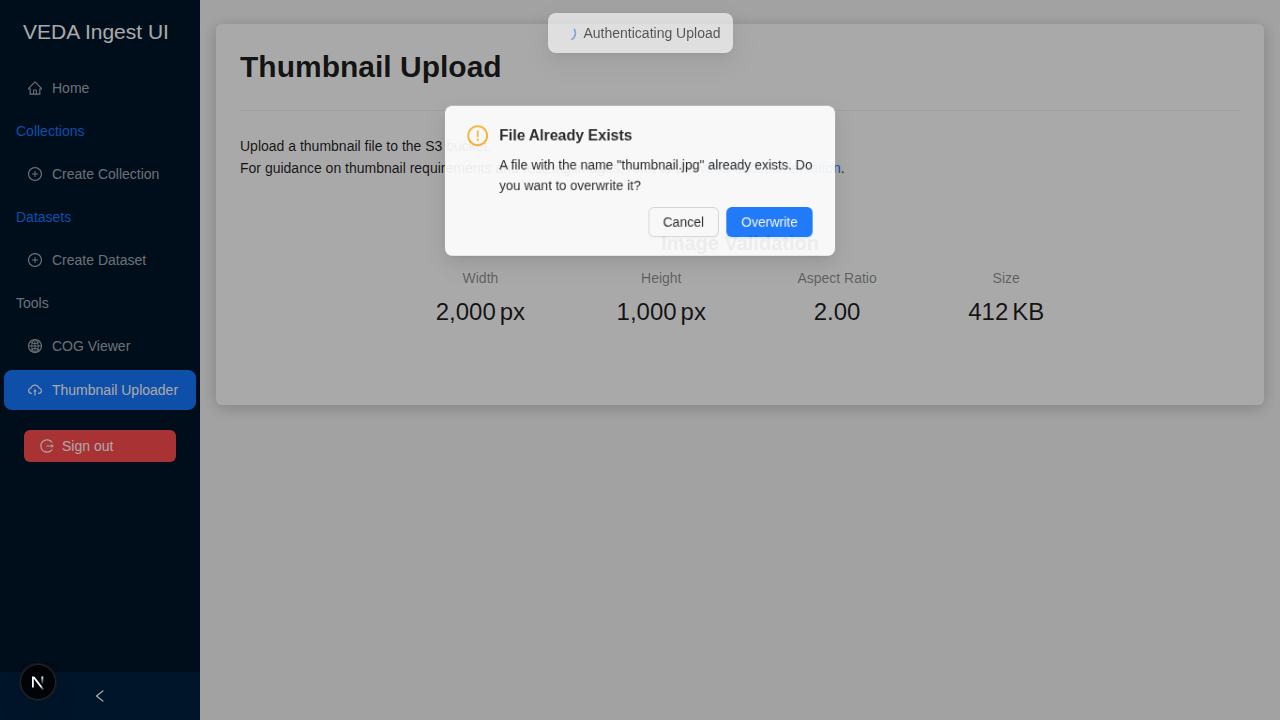 VEDA Ingest UI
Home
Collections
Create Collection
Datasets
Create Dataset
Tools
COG Viewer
Thumbnail Uploader
Sign out
Authenticating Upload
Thumbnail Upload
Upload a thumbnail file to the S3 bucket.
For guidance on thumbnail requirements
File Already Exists
A file with the name "thumbnail.jpg" already exists. Do
you want to overwrite it?
Cancel
Overwrite
Image Validation
Width
2,000 px
Height
1,000 px
Aspect Ratio
2.00
Size
412 KB